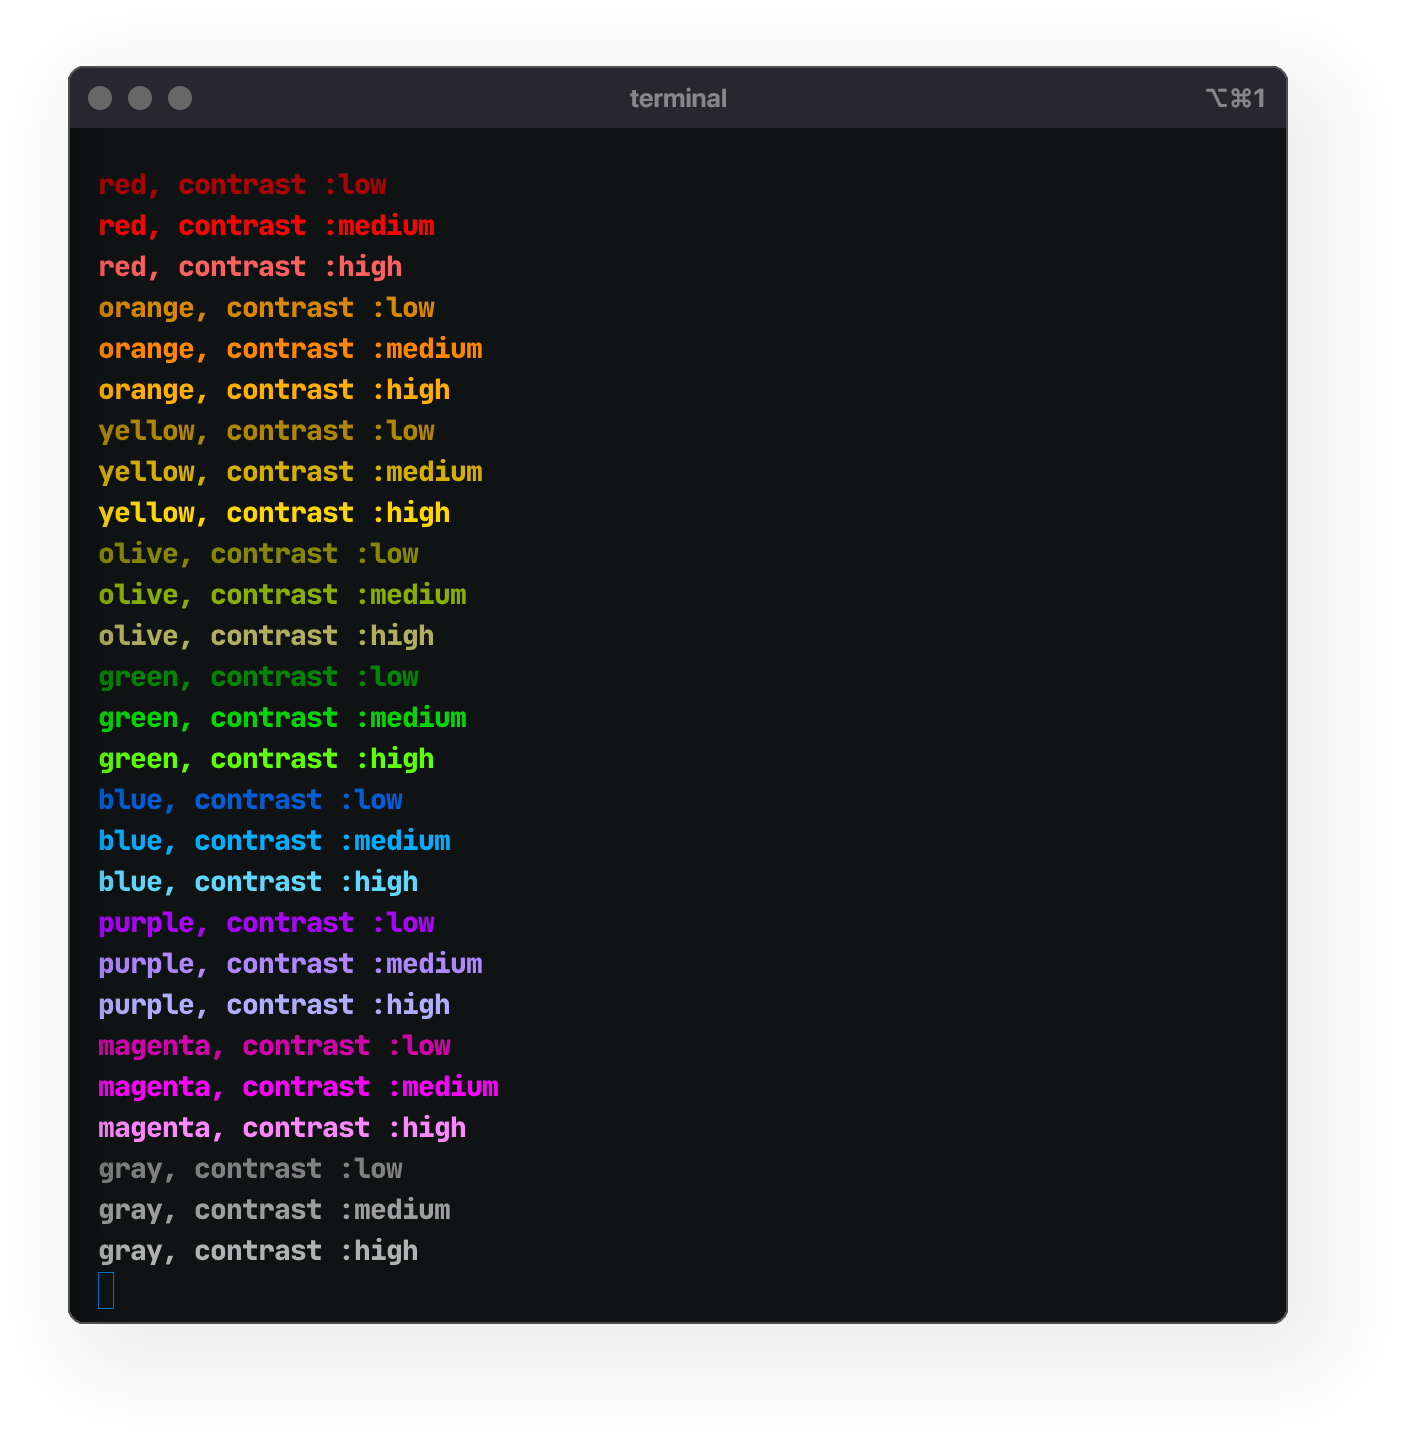 terminal ⌥⌘1
red, contrast :low
red, contrast :medium
red, contrast :high
orange, contrast :low
orange, contrast :medium
orange, contrast :high
yellow, contrast :low
yellow, contrast :medium
yellow, contrast :high
olive, contrast :low
olive, contrast :medium
olive, contrast :high
green, contrast :low
green, contrast :medium
green, contrast :high
blue, contrast :low
blue, contrast :medium
blue, contrast :high
purple, contrast :low
purple, contrast :medium
purple, contrast :high
magenta, contrast :low
magenta, contrast :medium
magenta, contrast :high
gray, contrast :low
gray, contrast :medium
gray, contrast :high